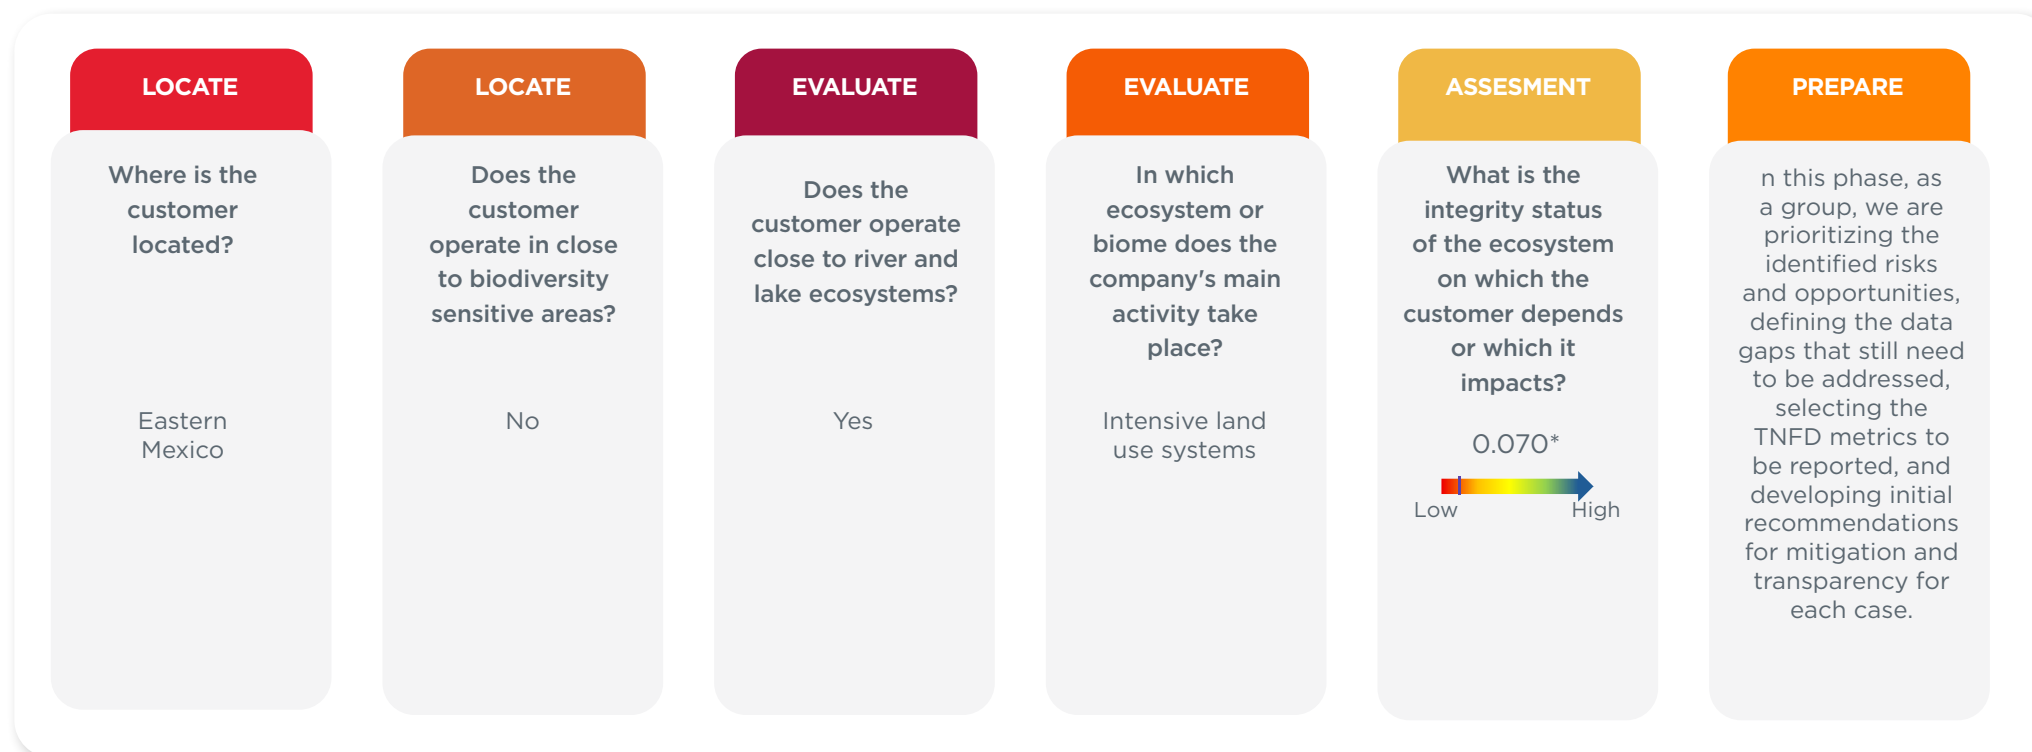 LOCATE
Where is the
customer
located?
Eastern
Mexico
LOCATE
Does the
customer
operate in close
to biodiversity
sensitive areas?
No
EVALUATE
Does the
customer operate
close to river and
lake ecosystems?
Yes
EVALUATE
In which
ecosystem or
biome does the
company's main
activity take
place?
Intensive land
use systems
ASSESMENT
What is the
integrity status
of the ecosystem
on which the
customer depends
or which it
impacts?
0.070*
Low High
PREPARE
n this phase, as
a group, we are
prioritizing the
identified risks
and opportunities,
defining the data
gaps that still need
to be addressed,
selecting the
TNFD metrics to
be reported, and
developing initial
recommendations
for mitigation and
transparency for
each case.